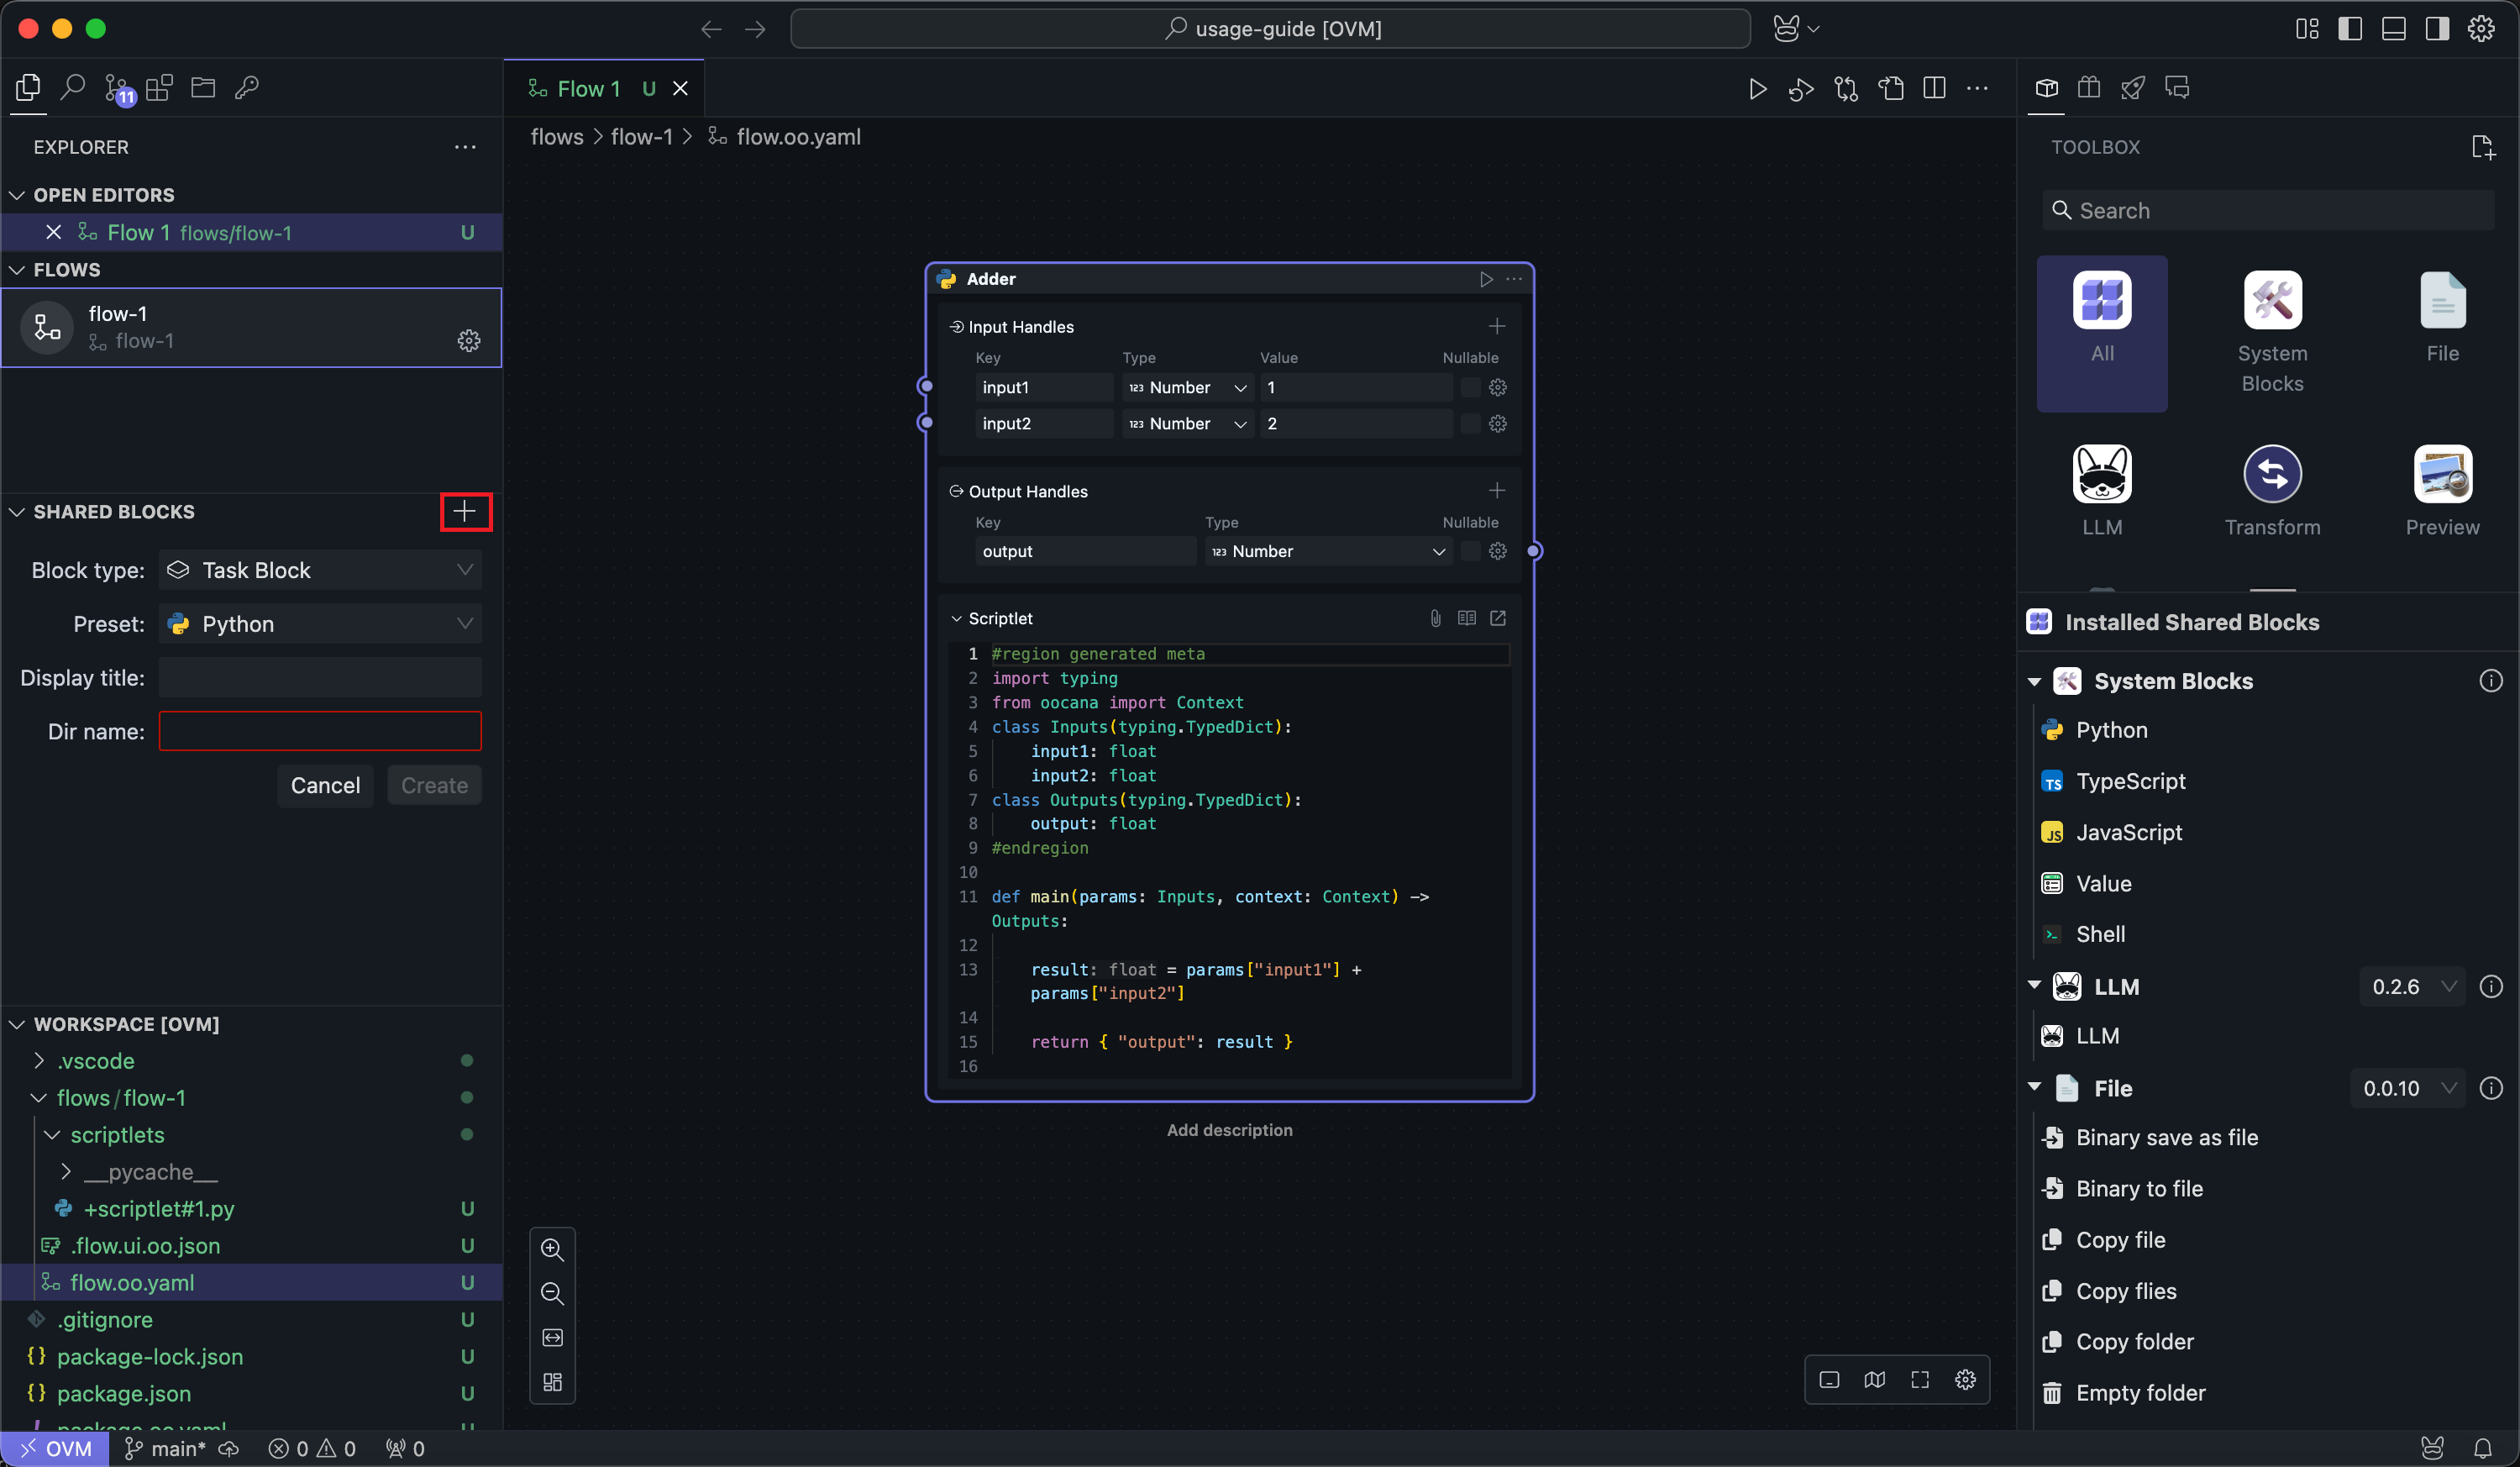 usage-guide [OVM]
11
EXPLORER
OPEN EDITORS
Flow 1 flows/flow-1 U
FLOWS
flow-1
flow-1
SHARED BLOCKS
Block type: Task Block
Preset: Python
Display title:
Dir name:
Cancel Create
WORKSPACE [OVM]
.vscode
flows/flow-1
scriptlets
__pycache__
+scriptlet#1.py U
.flow.ui.oo.json U
flow.oo.yaml U
.gitignore U
package-lock.json U
package.json U
package.oo.yaml U
Flow 1 U
flows > flow-1 > flow.oo.yaml
Adder
Input Handles
Key Type Value Nullable
input1 123 Number 1
input2 123 Number 2
Output Handles
Key Type Nullable
output 123 Number
Scriptlet
1 #region generated meta
2 import typing
3 from oocana import Context
4 class Inputs(typing.TypedDict):
5 input1: float
6 input2: float
7 class Outputs(typing.TypedDict):
8 output: float
9 #endregion
10
11 def main(params: Inputs, context: Context) ->
Outputs:
12
13 result: float = params["input1"] +
params["input2"]
14
15 return { "output": result }
16
Add description
TOOLBOX
Search
All
System
Blocks
File
LLM
Transform
Preview
Installed Shared Blocks
System Blocks
Python
TS TypeScript
JS JavaScript
Value
Shell
LLM 0.2.6
LLM
File 0.0.10
Binary save as file
Binary to file
Copy file
Copy flies
Copy folder
Empty folder
OVM main* 0 0 0